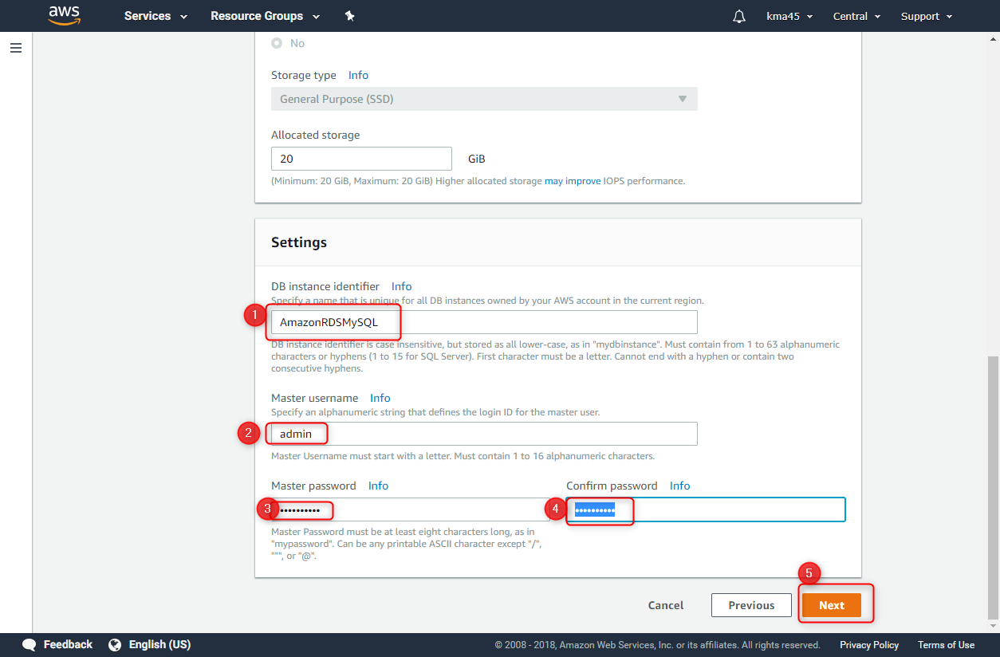 aws Services Resource Groups kma45 Central Support
No
Storage type Info
General Purpose (SSD)
Allocated storage
20 GiB
(Minimum: 20 GiB, Maximum: 20 GiB) Higher allocated storage may improve IOPS performance.
Settings
DB instance identifier Info
Specify a name that is unique for all DB instances owned by your AWS account in the current region.
1 AmazonRDSMySQL
DB instance identifier is case insensitive, but stored as all lower-case, as in "mydbinstance". Must contain from 1 to 63 alphanumeric
characters or hyphens (1 to 15 for SQL Server). First character must be a letter. Cannot end with a hyphen or contain two
consecutive hyphens.
Master username Info
Specify an alphanumeric string that defines the login ID for the master user.
2 admin
Master Username must start with a letter. Must contain 1 to 16 alphanumeric characters.
Master password Info Confirm password Info
3 •••••••••• 4 ••••••••••
Master Password must be at least eight characters long, as in
"mypassword". Can be any printable ASCII character except "/",
""", or "@".
5
Cancel Previous Next
Feedback English (US) © 2008 - 2018, Amazon Web Services, Inc. or its affiliates. All rights reserved. Privacy Policy Terms of Use